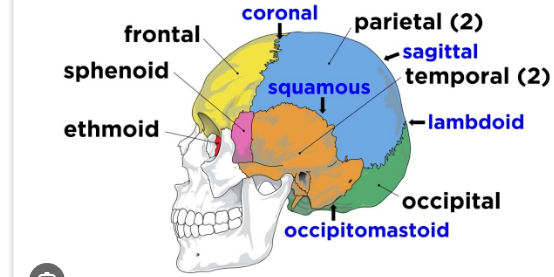 coronal
parietal (2)
frontal
sagittal
sphenoid
temporal (2)
squamous
ethmoid
lambdoid
occipital
occipitomastoid